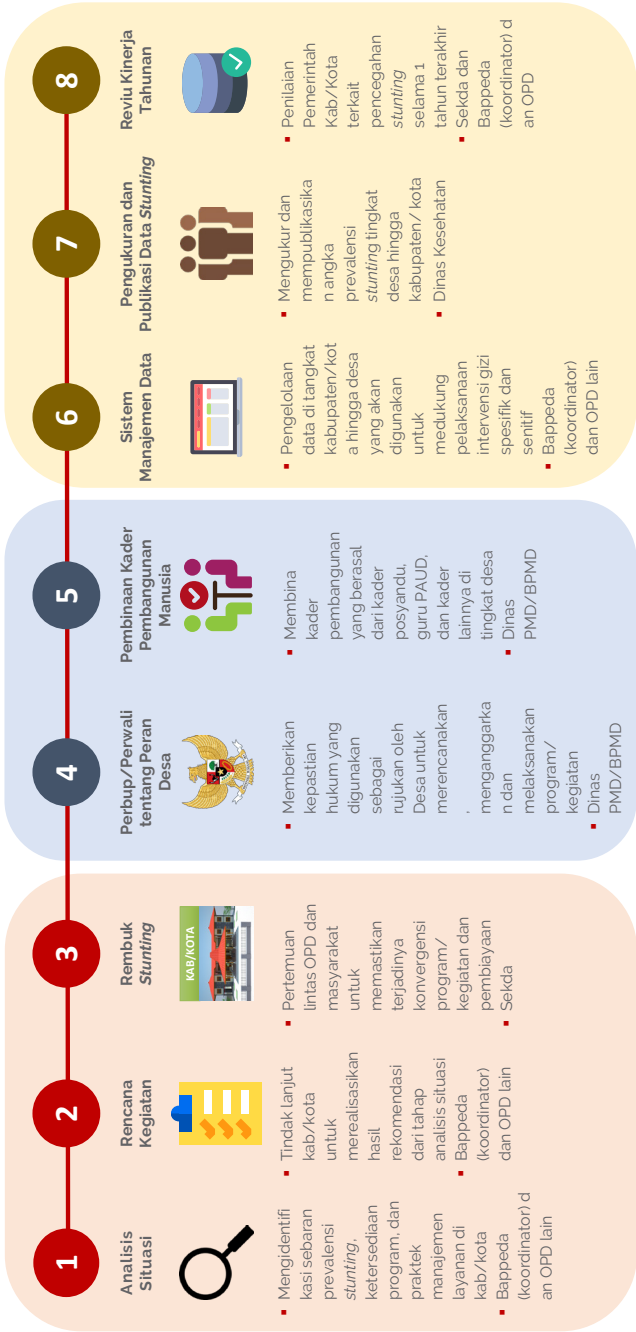 1
Analisis
Situasi
▪ Mengidentifi
kasi sebaran
prevalensi
stunting,
ketersediaan
program, dan
praktek
manajemen
layanan di
kab/kota
▪ Bappeda
(koordinator) d
an OPD lain
2
Rencana
Kegiatan
▪ Tindak lanjut
kab/kota
untuk
merealisasikan
hasil
rekomendasi
dari tahap
analisis situasi
▪ Bappeda
(koordinator)
dan OPD lain
3
Rembuk
Stunting
KAB/KOTA
▪ Pertemuan
lintas OPD dan
masyarakat
untuk
memastikan
terjadinya
konvergensi
program/
kegiatan dan
pembiayaan
▪ Sekda
4
Perbup/Perwali
tentang Peran
Desa
▪ Memberikan
kepastian
hukum yang
digunakan
sebagai
rujukan oleh
Desa untuk
merencanakan
,
menganggarka
n dan
melaksanakan
program/
kegiatan
▪ Dinas
PMD/BPMD
5
Pembinaan Kader
Pembangunan
Manusia
▪ Membina
kader
pembangunan
yang berasal
dari kader
posyandu,
guru PAUD,
dan kader
lainnya di
tingkat desa
▪ Dinas
PMD/BPMD
6
Sistem
Manajemen Data
▪ Pengelolaan
data di tangkat
kabupaten/kot
a hingga desa
yang akan
digunakan
untuk
medukung
pelaksanaan
intervensi gizi
spesifik dan
senitif
▪ Bappeda
(koordinator)
dan OPD lain
7
Pengukuran dan
Publikasi Data Stunting
▪ Mengukur dan
mempublikasika
n angka
prevalensi
stunting tingkat
desa hingga
kabupaten/ kota
▪ Dinas Kesehatan
8
Reviu Kinerja
Tahunan
▪ Penilaian
Pemerintah
Kab/Kota
terkait
pencegahan
stunting
selama 1
tahun terakhir
▪ Sekda dan
Bappeda
(koordinator) d
an OPD